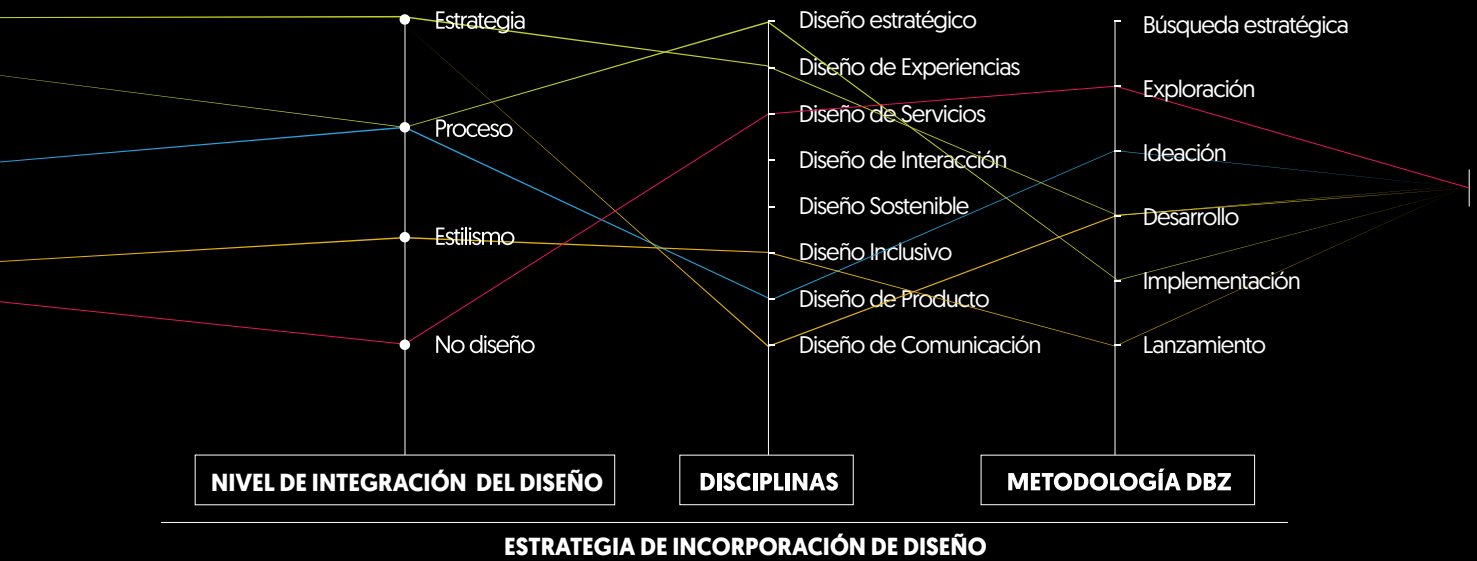 Estrategia
Proceso
Estilismo
No diseño
NIVEL DE INTEGRACIÓN DEL DISEÑO
Diseño estratégico
Diseño de Experiencias
Diseño de Servicios
Diseño de Interacción
Diseño Sostenible
Diseño Inclusivo
Diseño de Producto
Diseño de Comunicación
DISCIPLINAS
Búsqueda estratégica
Exploración
Ideación
Desarrollo
Implementación
Lanzamiento
METODOLOGÍA DBZ
ESTRATEGIA DE INCORPORACIÓN DE DISEÑO